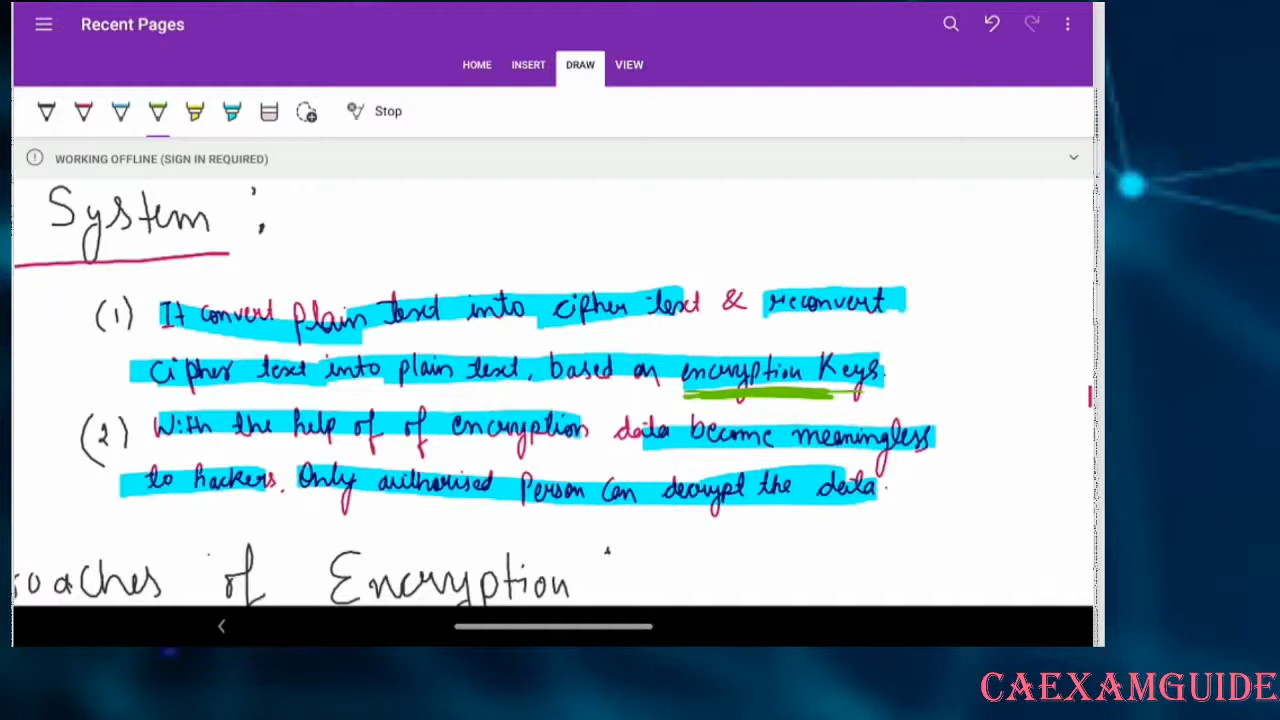 Recent Pages
HOME INSERT DRAW VIEW
Stop
WORKING OFFLINE (SIGN IN REQUIRED)
System :
(1) It convert plain text into cipher text & reconvert
cipher text into plain text, based on encryption Keys.
(2) With the help of of encryption data become meaningless
to hackers. Only authorised Person Can decrypt the data.
oaches of Encryption
CAEXAMGUIDE